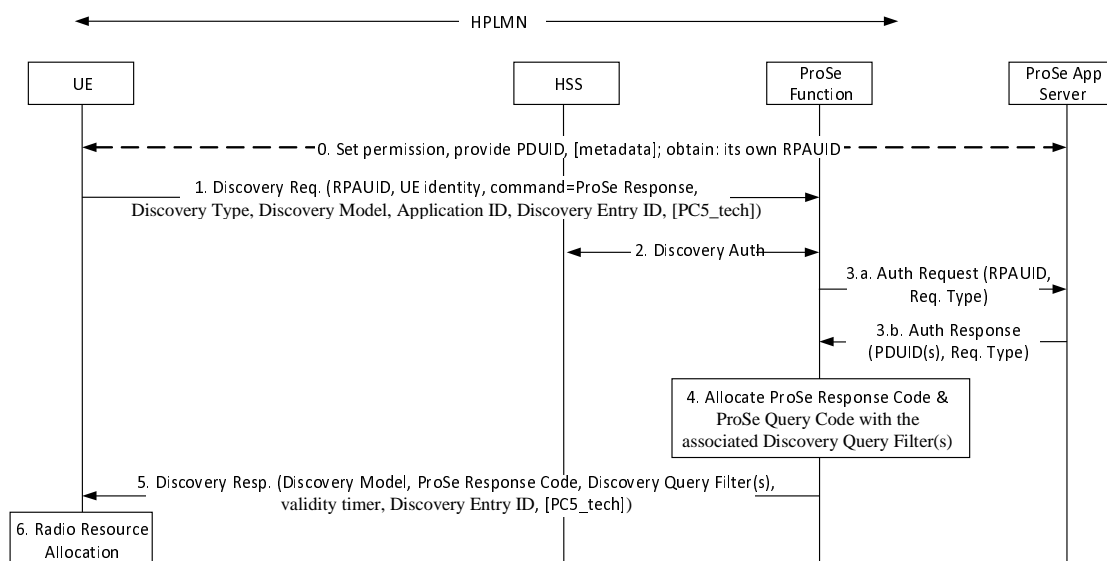 HPLMN
UE
HSS
ProSe
Function
ProSe App
Server
0. Set permission, provide PDUID, [metadata]; obtain: its own RPAUID
1. Discovery Req. (RPAUID, UE identity, command=ProSe Response,
Discovery Type, Discovery Model, Application ID, Discovery Entry ID, [PC5_tech])
2. Discovery Auth
3.a. Auth Request (RPAUID,
Req. Type)
3.b. Auth Response
(PDUID(s), Req. Type)
4. Allocate ProSe Response Code &
ProSe Query Code with the
associated Discovery Query Filter(s)
5. Discovery Resp. (Discovery Model, ProSe Response Code, Discovery Query Filter(s),
validity timer, Discovery Entry ID, [PC5_tech])
6. Radio Resource
Allocation